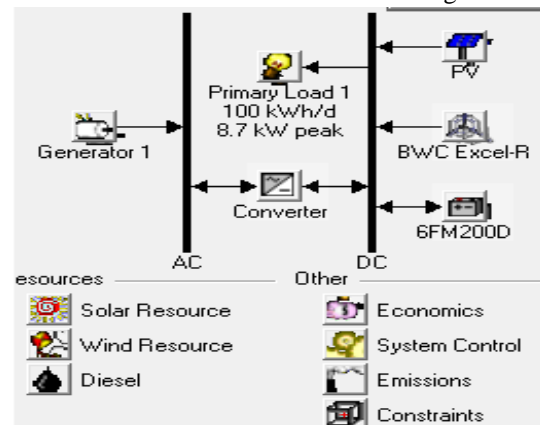 PV
Primary Load 1
100 kWh/d
8.7 kW peak
Generator 1
BWC Excel-R
Converter
6FM200D
AC
DC
esources
Other
Solar Resource
Economics
Wind Resource
System Control
Diesel
Emissions
Constraints